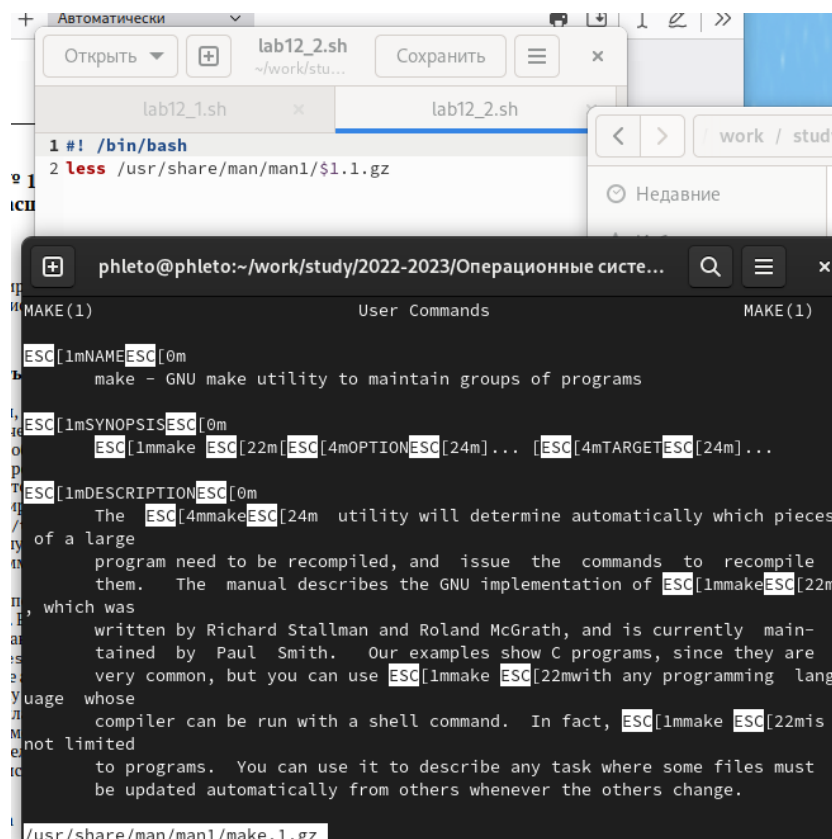 Автоматически
Открыть
lab12_2.sh
~/work/stu...
Сохранить
lab12_1.sh
lab12_2.sh
1 #! /bin/bash
2 less /usr/share/man/man1/$1.1.gz
work / stud
Недавние
phleto@phleto:~/work/study/2022-2023/Операционные систе...
MAKE(1) User Commands MAKE(1)
ESC[1mNAMEESC[0m
make - GNU make utility to maintain groups of programs
ESC[1mSYNOPSISESC[0m
ESC[1mmake ESC[22m[ESC[4mOPTIONESC[24m]... [ESC[4mTARGETESC[24m]...
ESC[1mDESCRIPTIONESC[0m
The ESC[4mmakeESC[24m utility will determine automatically which pieces
of a large
program need to be recompiled, and issue the commands to recompile
them. The manual describes the GNU implementation of ESC[1mmakeESC[22m
, which was
written by Richard Stallman and Roland McGrath, and is currently main-
tained by Paul Smith. Our examples show C programs, since they are
very common, but you can use ESC[1mmake ESC[22mwith any programming lang
uage whose
compiler can be run with a shell command. In fact, ESC[1mmake ESC[22mis
not limited
to programs. You can use it to describe any task where some files must
be updated automatically from others whenever the others change.
/usr/share/man/man1/make.1.gz